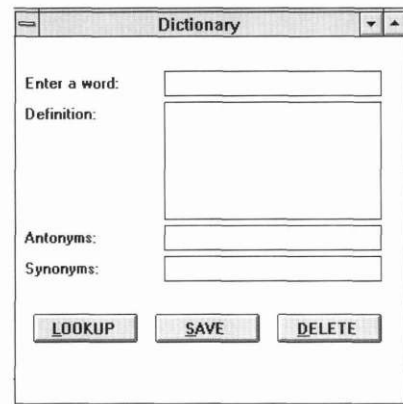 Dictionary
Enter a word:
Definition:
Antonyms:
Synonyms:
LOOKUP SAVE DELETE